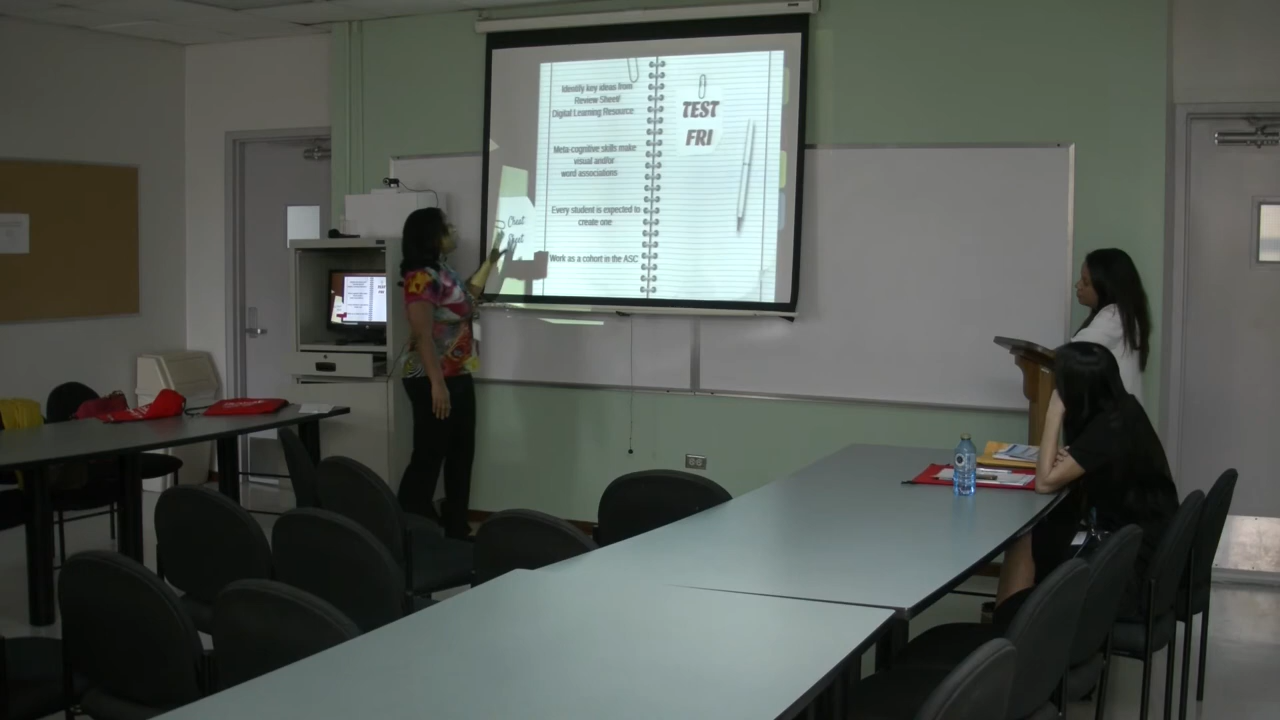 Identify key ideas from
Review Sheet/
Digital Learning Resource
Meta-cognitive skills make
visual and/or
word associations
Every student is expected to
create one
Work as a cohort in the ASC
Cheat
TEST
FRI